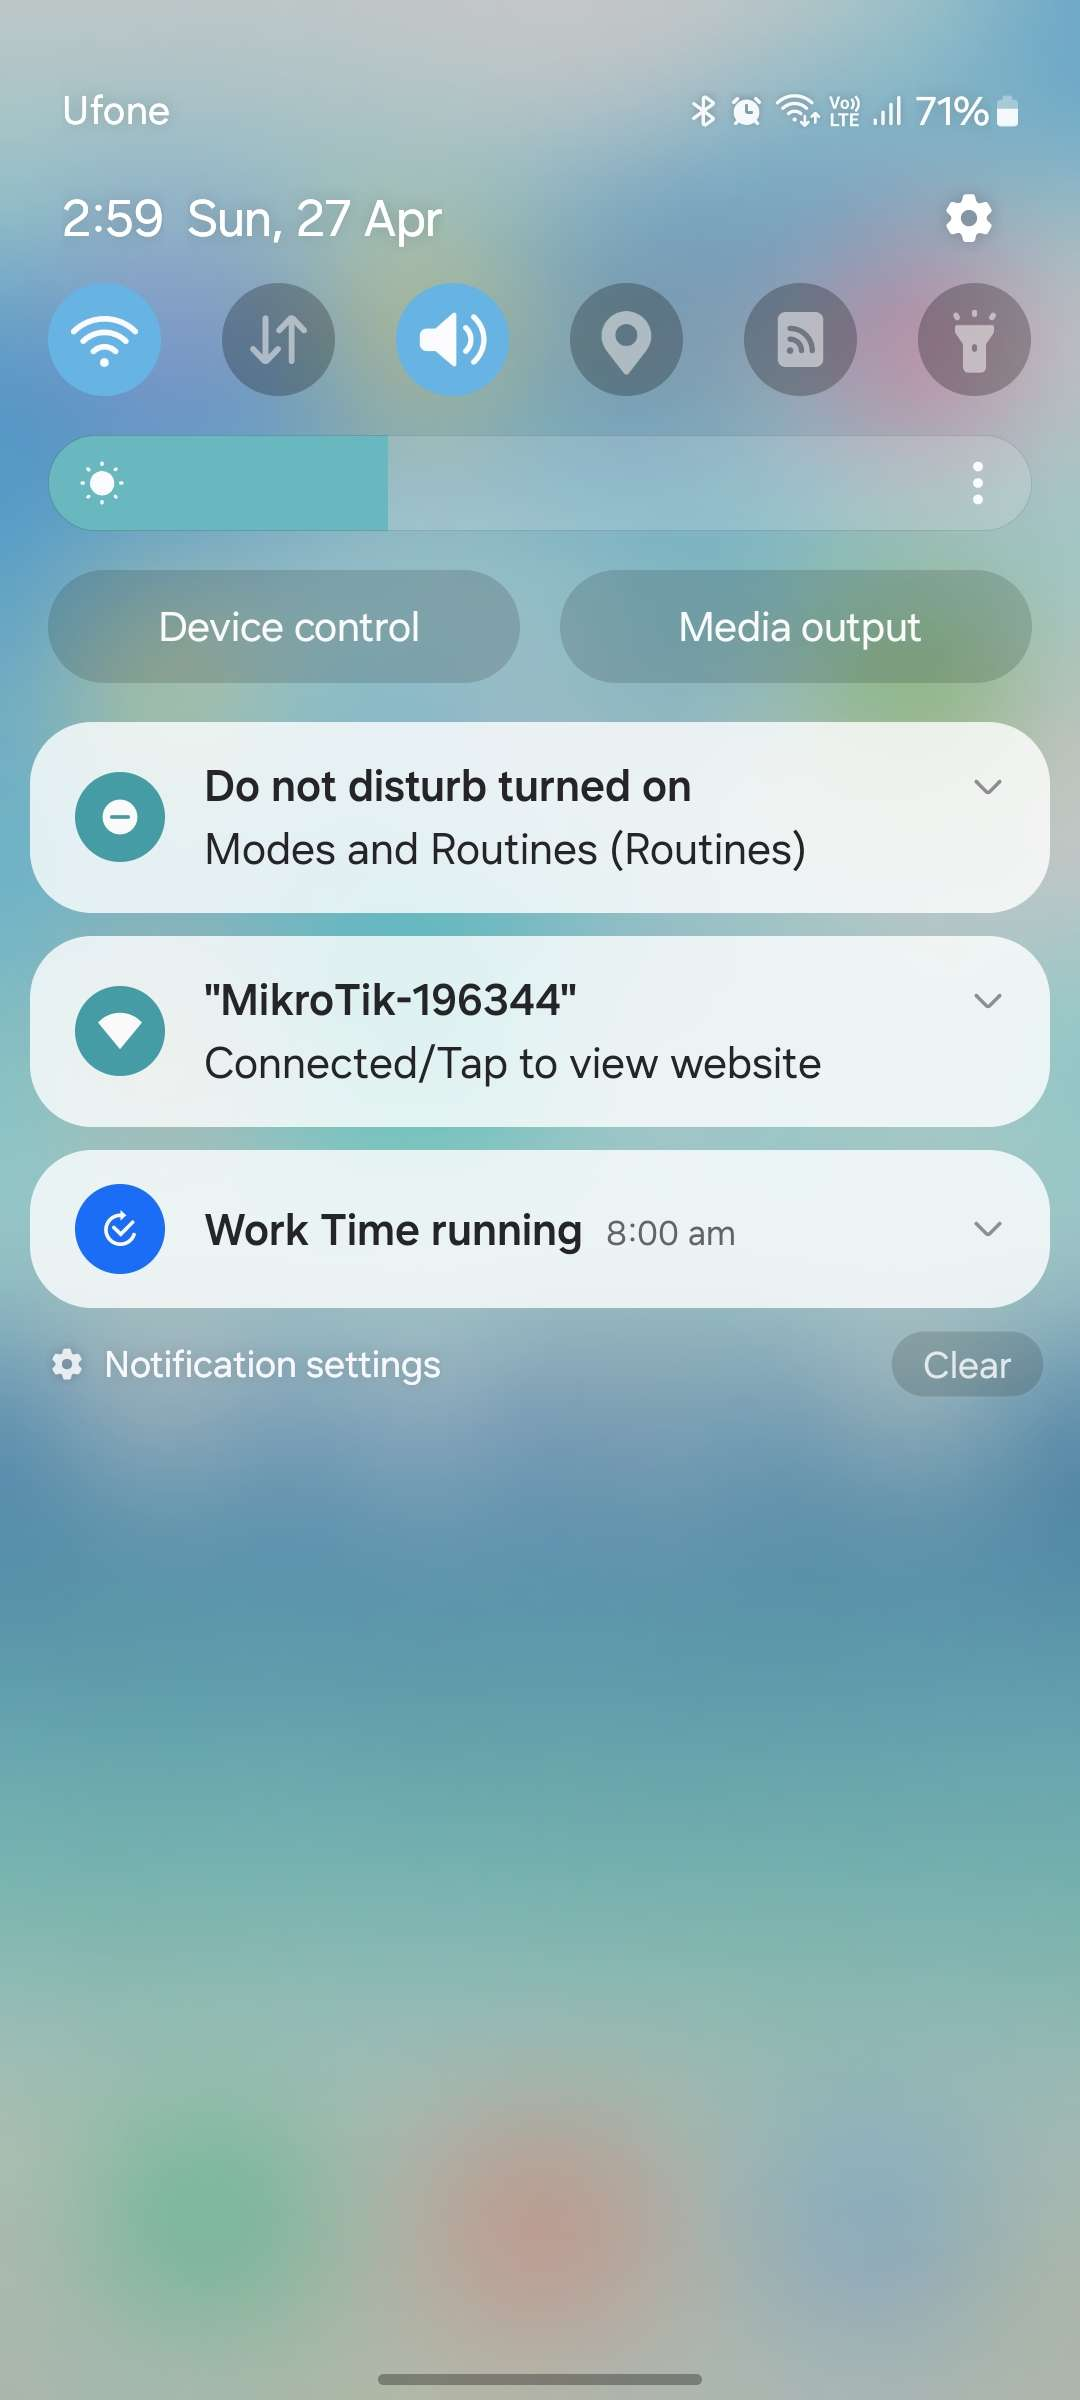 Ufone Vo)) LTE 71%
2:59 Sun, 27 Apr
Device control
Media output
Do not disturb turned on
Modes and Routines (Routines)
"MikroTik-196344"
Connected/Tap to view website
Work Time running 8:00 am
Notification settings
Clear